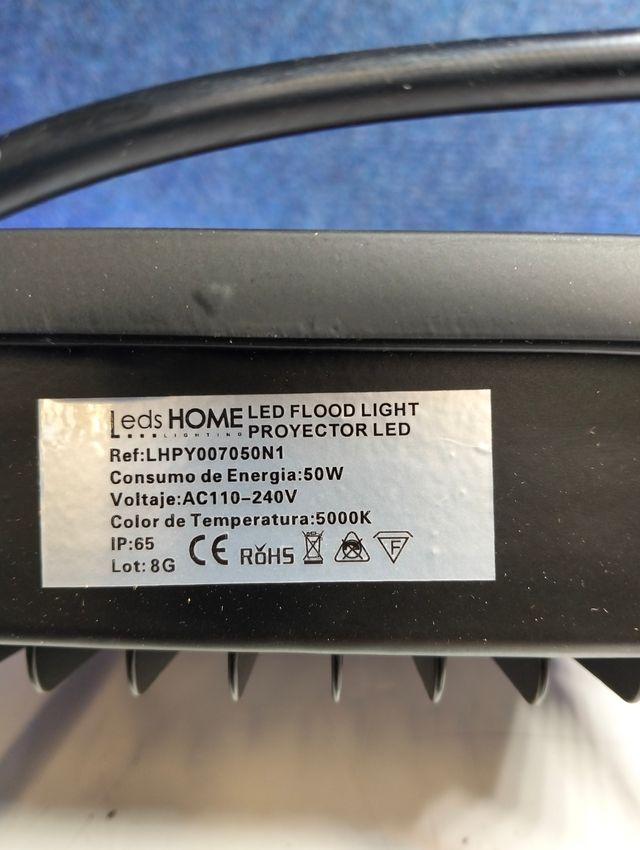 Leds HOME LED FLOOD LIGHT
LIGHTING PROYECTOR LED
Ref:LHPY007050N1
Consumo de Energia:50W
Voltaje:AC110-240V
Color de Temperatura:5000K
IP:65
CE RoHS F
Lot: 8G